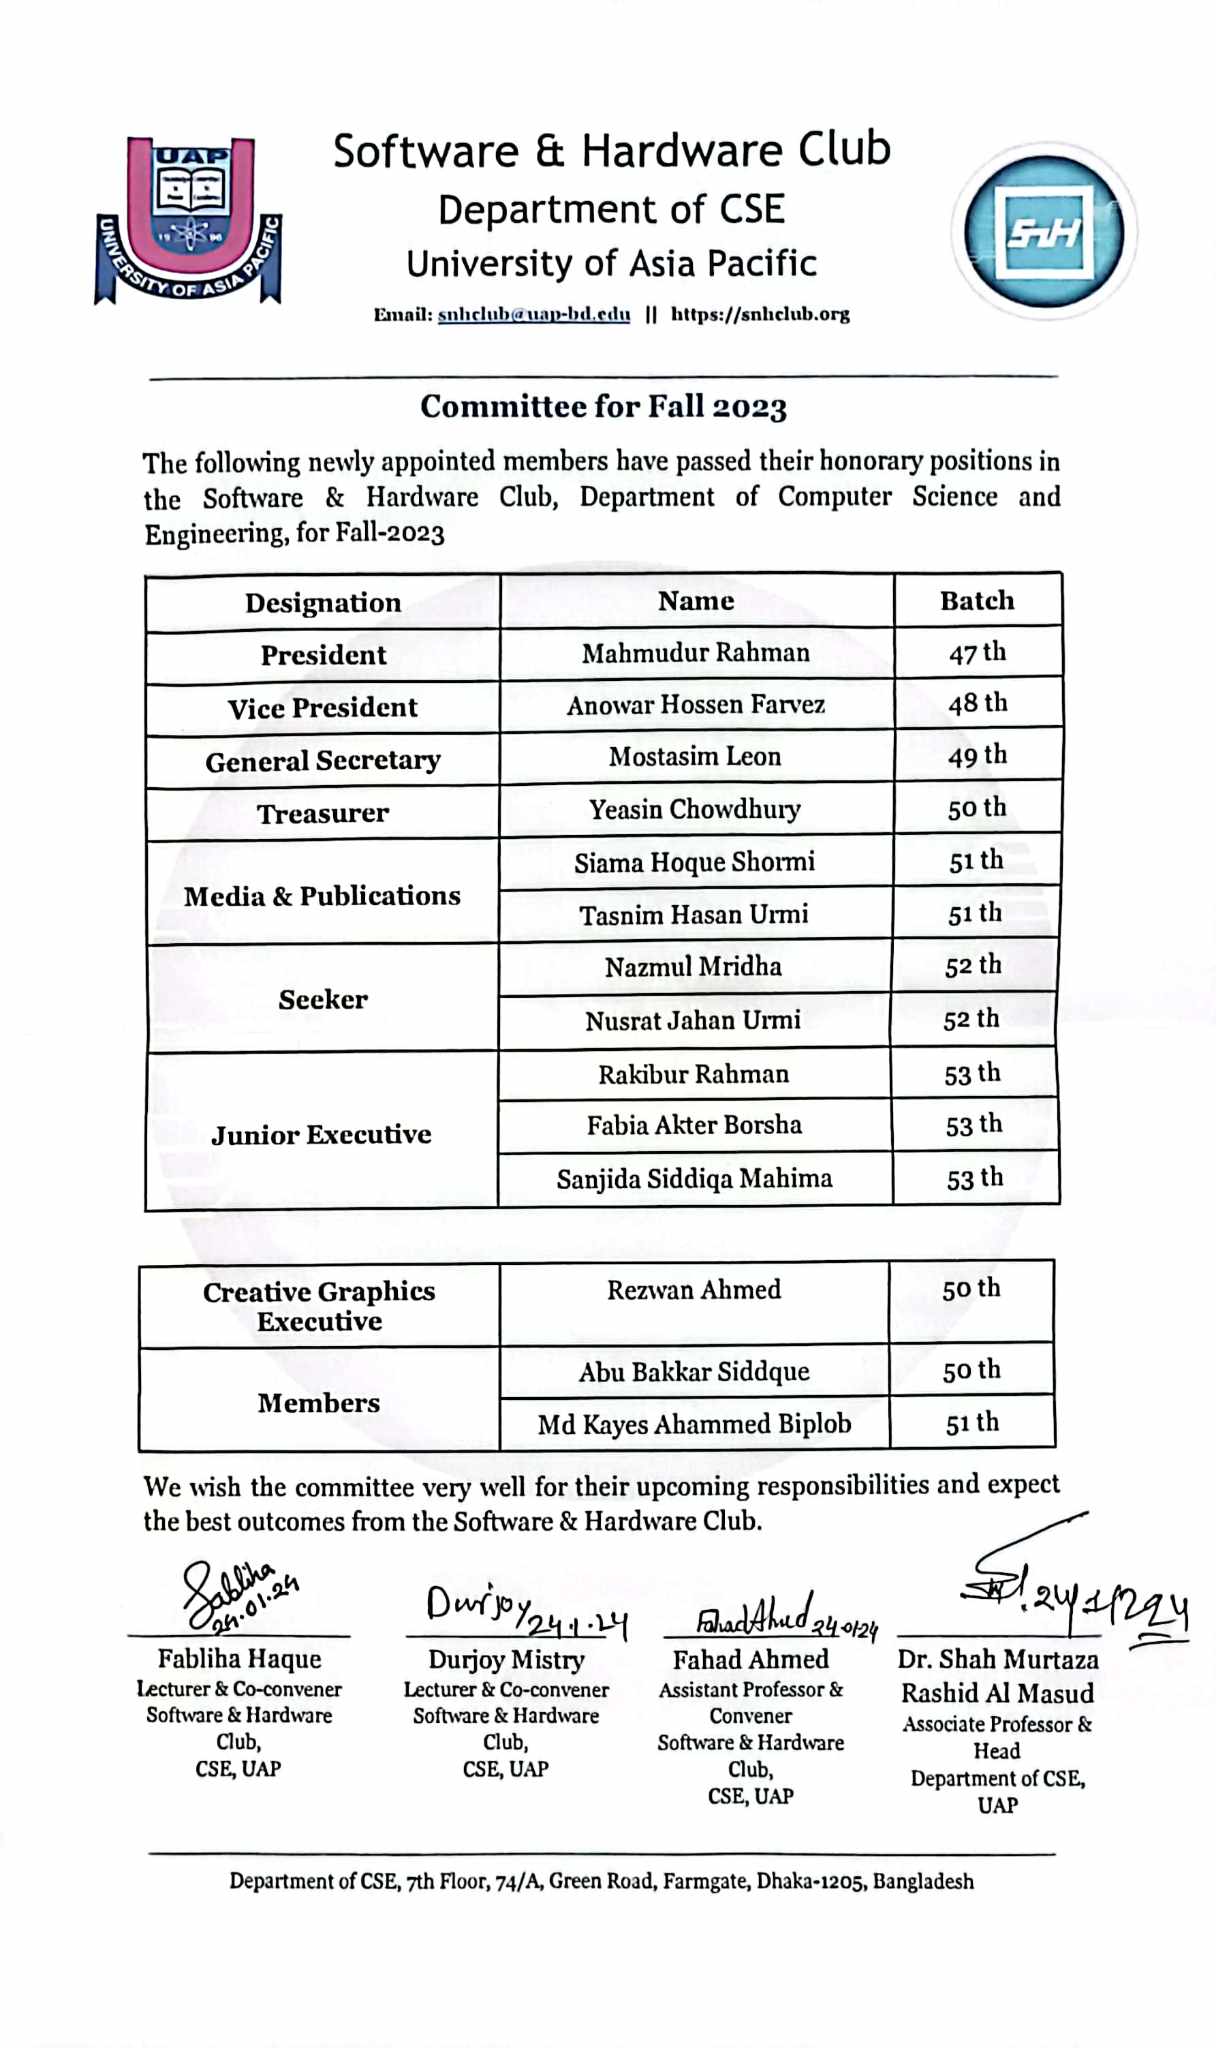 UAP
19 96
UNIVERSITY OF ASIA PACIFIC
Software & Hardware Club
Department of CSE
University of Asia Pacific
Email: snhclub@uap-bd.edu || https://snhclub.org
SNH
Committee for Fall 2023
The following newly appointed members have passed their honorary positions in
the Software & Hardware Club, Department of Computer Science and
Engineering, for Fall-2023
Designation Name Batch
President Mahmudur Rahman 47 th
Vice President Anowar Hossen Farvez 48 th
General Secretary Mostasim Leon 49 th
Treasurer Yeasin Chowdhury 50 th
Media & Publications Siama Hoque Shormi 51 th
Tasnim Hasan Urmi 51 th
Seeker Nazmul Mridha 52 th
Nusrat Jahan Urmi 52 th
Junior Executive Rakibur Rahman 53 th
Fabia Akter Borsha 53 th
Sanjida Siddiqa Mahima 53 th
Creative Graphics Rezwan Ahmed 50 th
Executive
Members Abu Bakkar Siddque 50 th
Md Kayes Ahammed Biplob 51 th
We wish the committee very well for their upcoming responsibilities and expect
the best outcomes from the Software & Hardware Club.
Fabliha
24.01.24
Durjoy 24.1.24
Fahad Ahmed 24/01/24
Fabliha Haque
Lecturer & Co-convener
Software & Hardware
Club,
CSE, UAP
Durjoy Mistry
Lecturer & Co-convener
Software & Hardware
Club,
CSE, UAP
Fahad Ahmed
Assistant Professor &
Convener
Software & Hardware
Club,
CSE, UAP
Dr. Shah Murtaza
Rashid Al Masud
Associate Professor &
Head
Department of CSE,
UAP
Department of CSE, 7th Floor, 74/A, Green Road, Farmgate, Dhaka-1205, Bangladesh